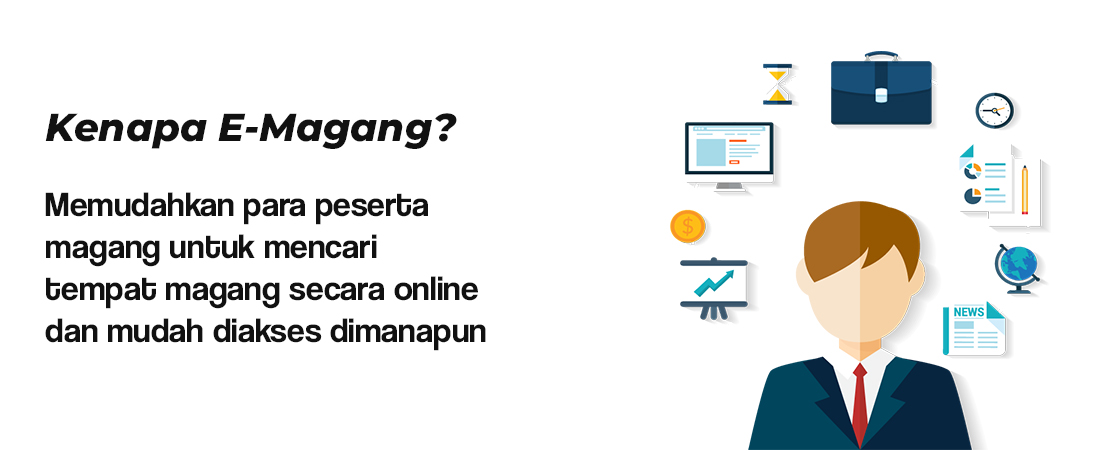 Kenapa E-Magang?
Memudahkan para peserta
magang untuk mencari
tempat magang secara online
dan mudah diakses dimanapun
$
NEWS